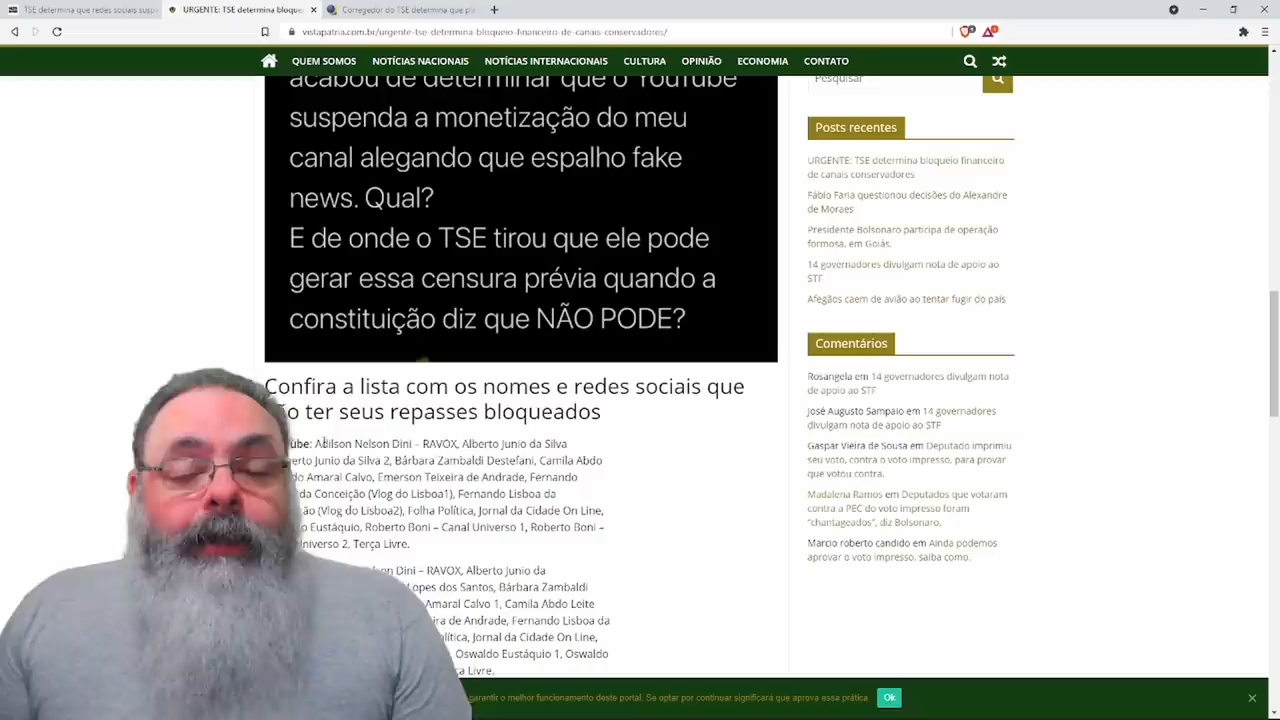 TSE determina que redes sociais susp
URGENTE: TSE determina bloquei
Corregedor do TSE determina que pl
vistapatria.com.br/urgente-tse-determina-bloqueio-financeiro-de-canais-conservadores/
QUEM SOMOS NOTÍCIAS NACIONAIS NOTÍCIAS INTERNACIONAIS CULTURA OPINIÃO ECONOMIA CONTATO
acabou de determinar que o YouTube
suspenda a monetização do meu
canal alegando que espalho fake
news. Qual?
E de onde o TSE tirou que ele pode
gerar essa censura prévia quando a
constituição diz que NÃO PODE?
Confira a lista com os nomes e redes sociais que
ter seus repasses bloqueados
Adilson Nelson Dini – RAVOX, Alberto Junio da Silva
Junio da Silva 2, Bárbara Zambaldi Destefani, Camila Abdo
do Amaral Calvo, Emerson Teixeira de Andrade, Fernando
da Conceição (Vlog do Lisboa1), Fernando Lisboa da
(Vlog do Lisboa2), Folha Política, Jornal da Cidade On Line,
Eustáquio, Roberto Boni – Canal Universo 1, Roberto Boni –
Universo 2, Terça Livre.
Dini – RAVOX, Alberto Junio da
Lopes dos Santos, Bárbara Zambaldi
Amaral Calvo 1, Camila Abdo Leite
de Andrade, Fernando Lisboa da
Jornal da Cidade On Line,
Oswaldo Eustáquio 1, Oswaldo
Livre.
Pesquisar
Posts recentes
URGENTE: TSE determina bloqueio financeiro
de canais conservadores
Fábio Faria questionou decisões do Alexandre
de Moraes
Presidente Bolsonaro participa de operação
formosa, em Goiás.
14 governadores divulgam nota de apoio ao
STF
Afegãos caem de avião ao tentar fugir do país
Comentários
Rosangela em 14 governadores divulgam nota
de apoio ao STF
José Augusto Sampaio em 14 governadores
divulgam nota de apoio ao STF
Gaspar Vieira de Sousa em Deputado imprimiu
seu voto, contra o voto impresso, para provar
que votou contra.
Madalena Ramos em Deputados que votaram
contra a PEC do voto impresso foram
“chantageados”, diz Bolsonaro.
Marcio roberto candido em Ainda podemos
aprovar o voto impresso, saiba como.
garantir o melhor funcionamento deste portal. Se optar por continuar significará que aprova essa prática.
Ok